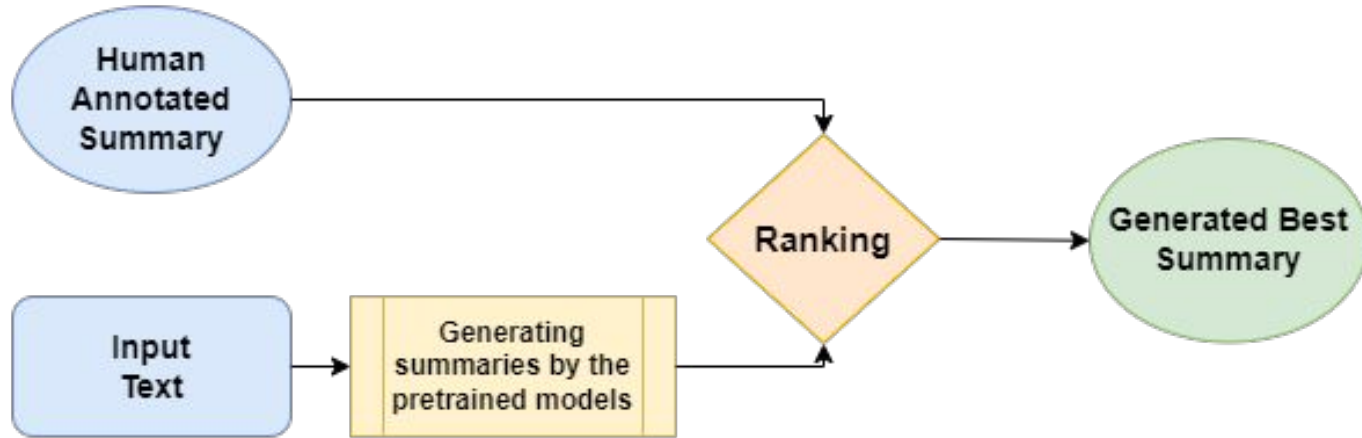 Human
Annotated
Summary
Ranking
Generated Best
Summary
Input
Text
Generating
summaries by the
pretrained models